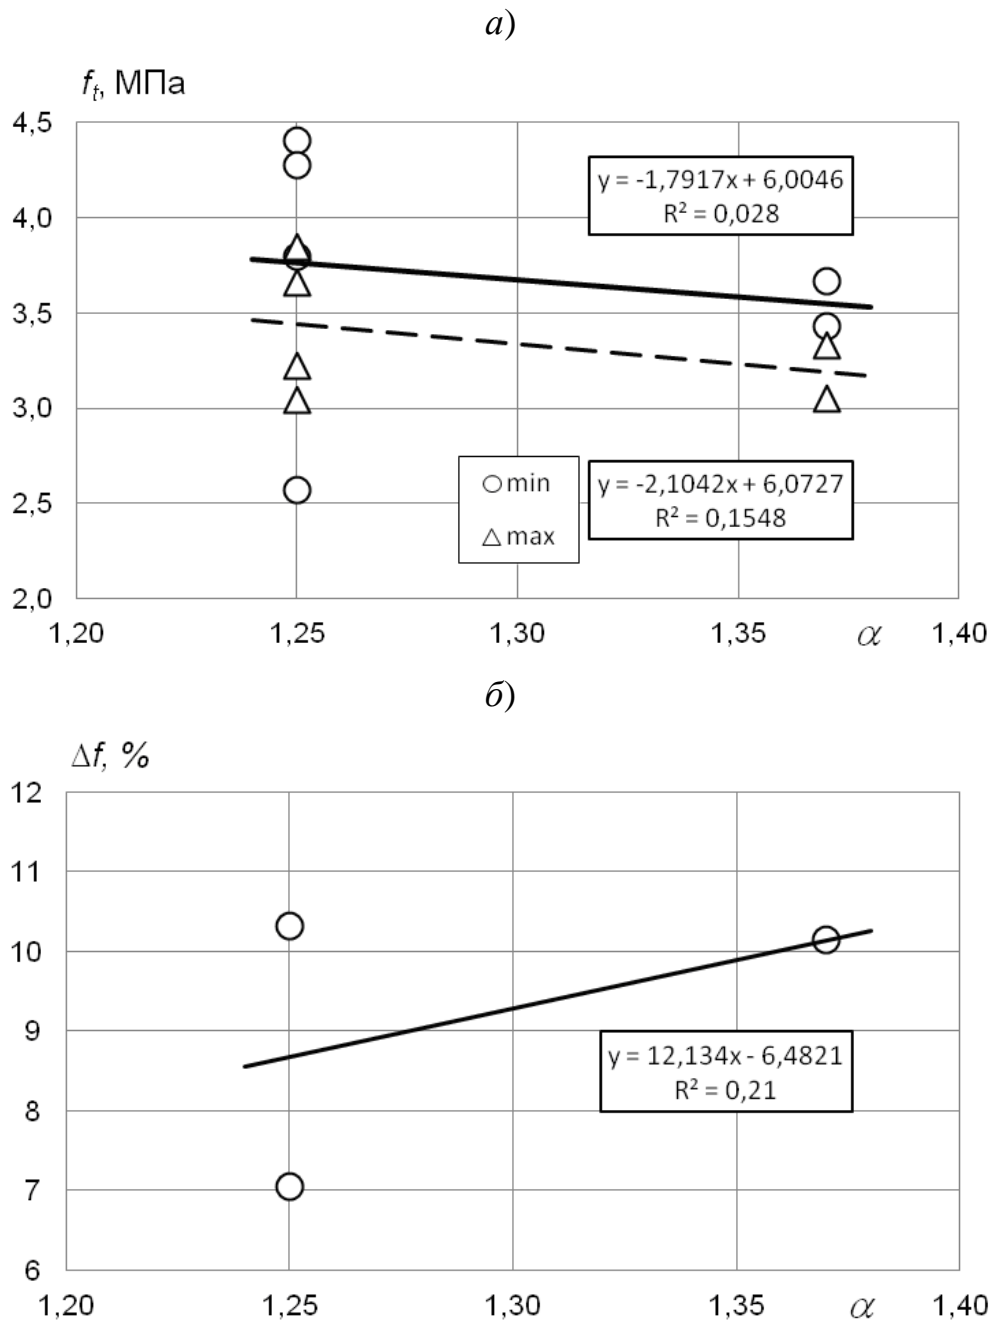 а)
fₜ, МПа
4,5
4,0
3,5
3,0
2,5
2,0
y = -1,7917x + 6,0046
R² = 0,028
min
max
y = -2,1042x + 6,0727
R² = 0,1548
1,20 1,25 1,30 1,35 α 1,40
б)
Δf, %
12
11
10
9
8
7
6
y = 12,134x - 6,4821
R² = 0,21
1,20 1,25 1,30 1,35 α 1,40